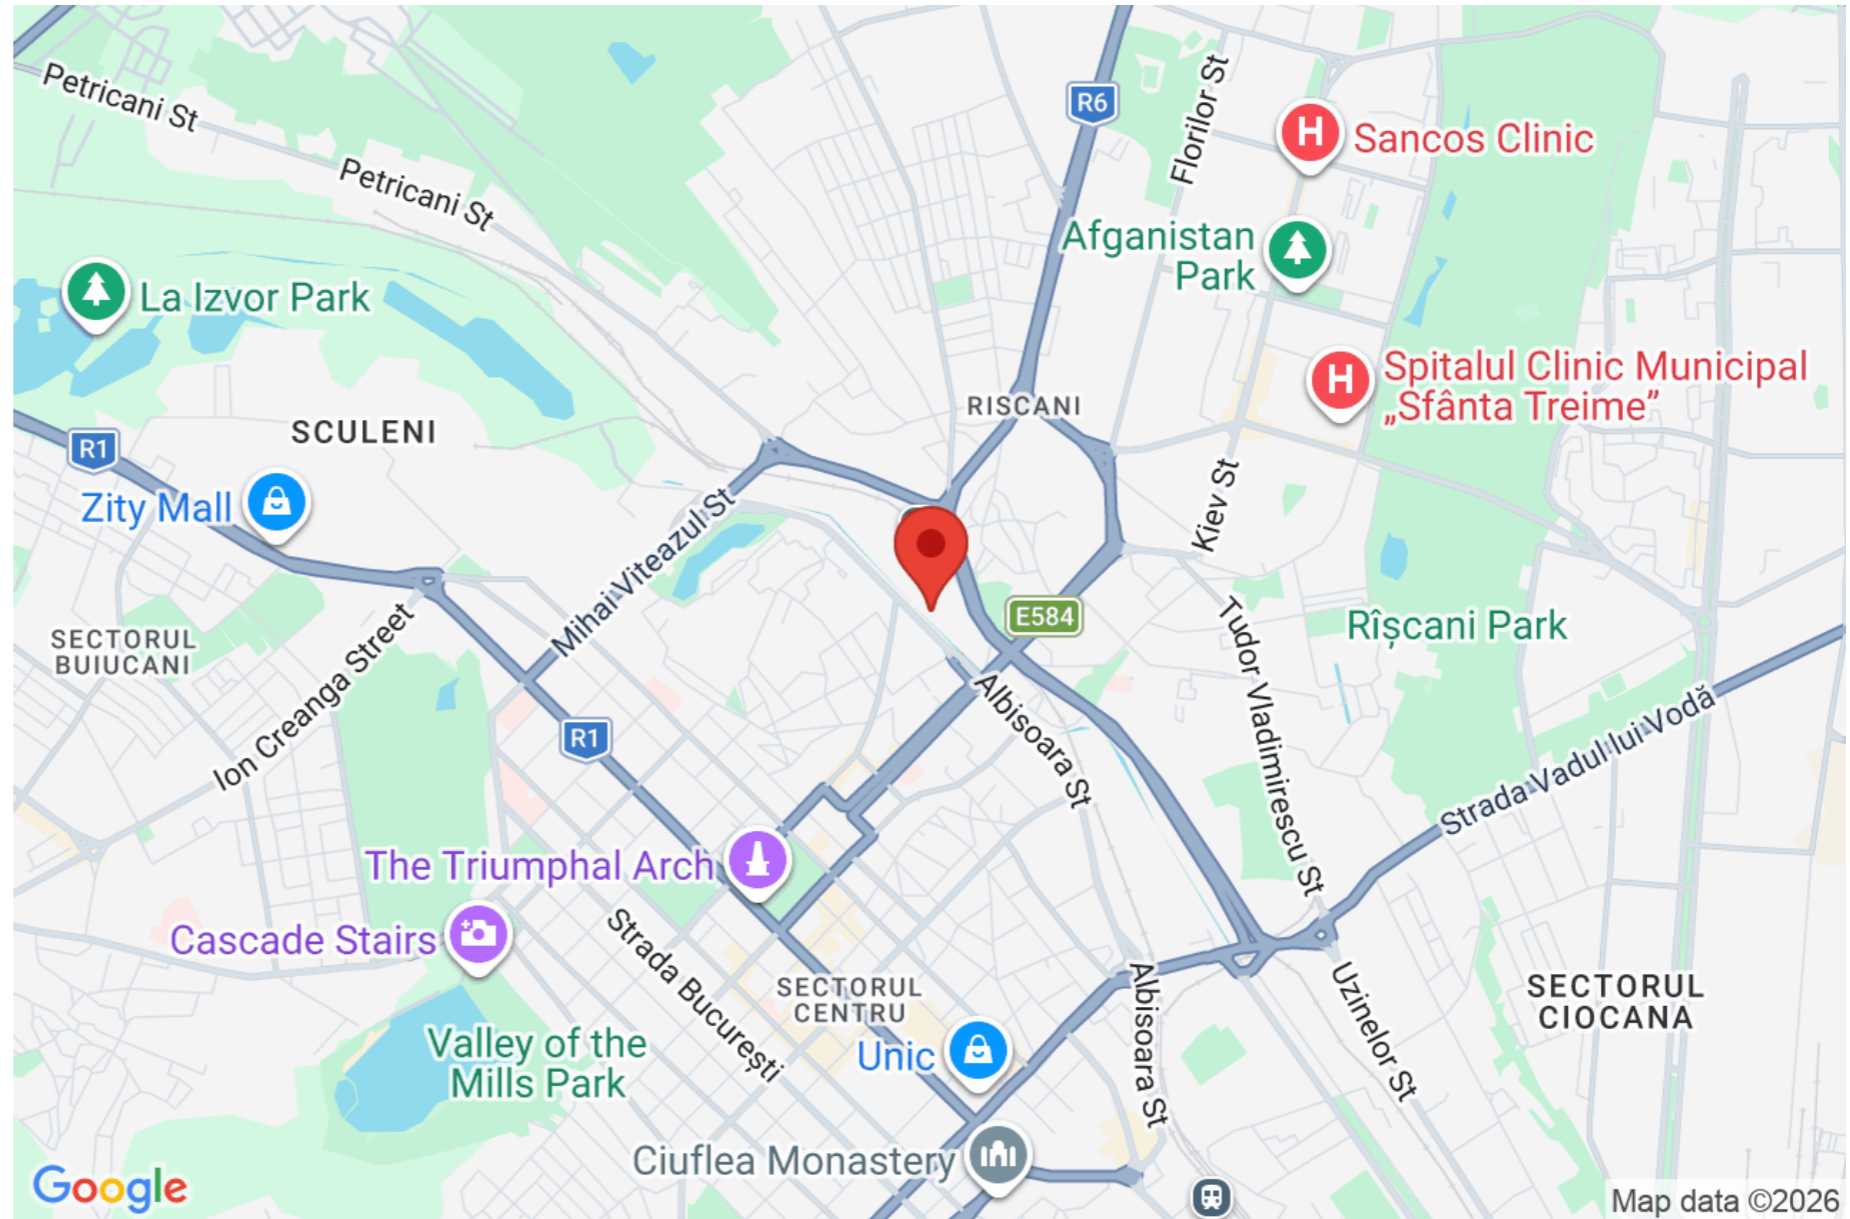 Petricani St
Petricani St
R6
Florilor St
Sancos Clinic
Afganistan
Park
La Izvor Park
Spitalul Clinic Municipal
„Sfânta Treime”
RISCANI
SCULENI
R1
Zity Mall
Mihai Viteazul St
Kiev St
E584
Rîșcani Park
SECTORUL
BUIUCANI
Ion Creanga Street
Tudor Vladimirescu St
Albisoara St
R1
Strada Vadul lui Vodă
The Triumphal Arch
Cascade Stairs
Strada București
SECTORUL
CENTRU
Albisoara St
Uzinelor St
SECTORUL
CIOCANA
Valley of the
Mills Park
Unic
Ciuflea Monastery
Google
Map data ©2026